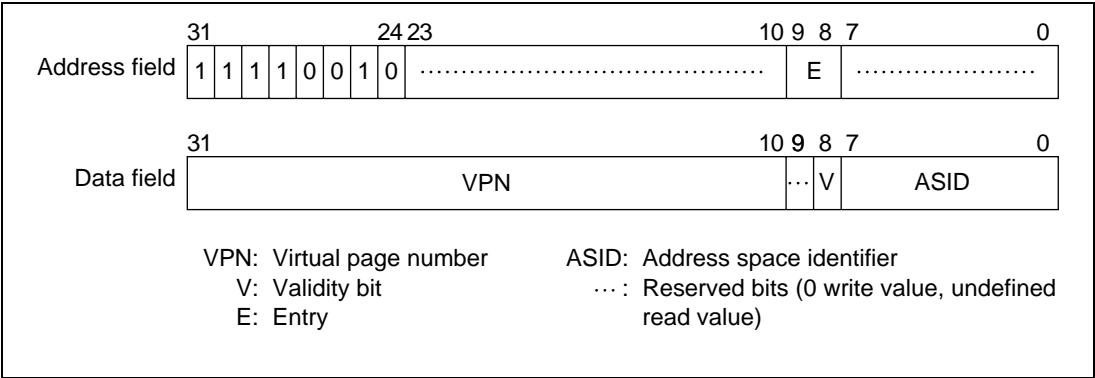 31 24 23 10 9 8 7 0
Address field 1 1 1 1 0 0 1 0 ⋯ E ⋯
31 10 9 8 7 0
Data field VPN ⋯ V ASID
VPN: Virtual page number ASID: Address space identifier
V: Validity bit ⋯ : Reserved bits (0 write value, undefined
E: Entry read value)